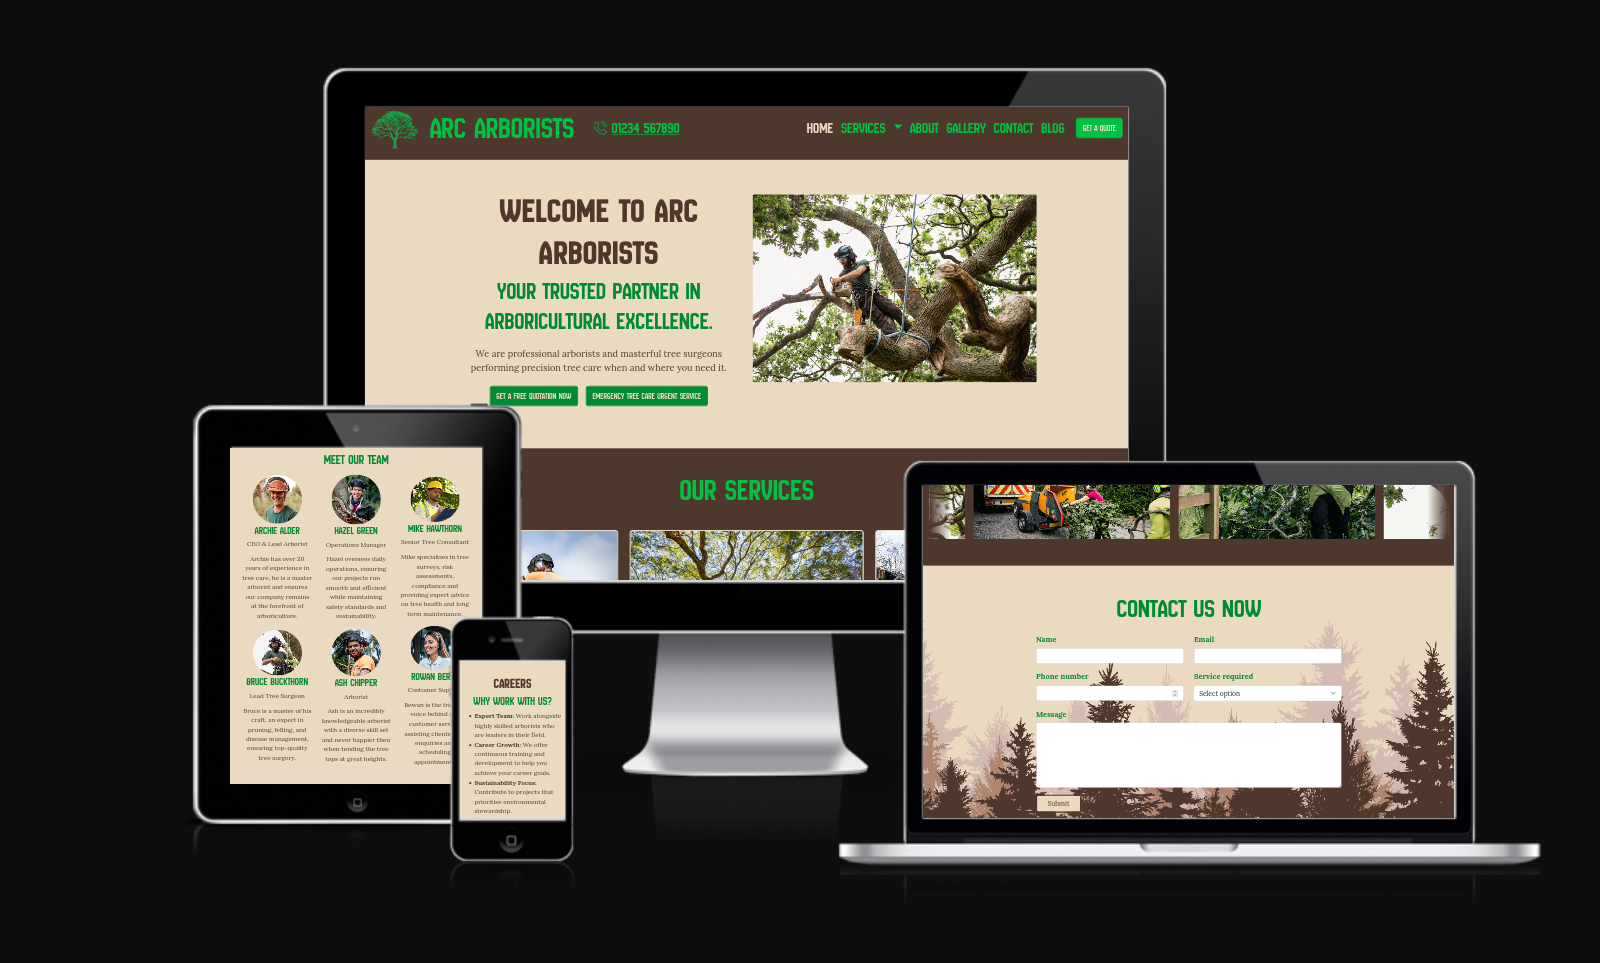 ARC ARBORISTS
01234 567890
HOME SERVICES ABOUT GALLERY CONTACT BLOG GET A QUOTE
WELCOME TO ARC
ARBORISTS
YOUR TRUSTED PARTNER IN
ARBORICULTURAL EXCELLENCE.
We are professional arborists and masterful tree surgeons
performing precision tree care when and where you need it.
GET A FREE QUOTATION NOW EMERGENCY TREE CARE URGENT SERVICE
OUR SERVICES
MEET OUR TEAM
ARCHIE ALDER
CEO & Lead Arborist
Archie has over 20
years of experience in
tree care, he is a master
arborist and ensures
our company remains
at the forefront of
arboriculture.
HAZEL GREEN
Operations Manager
Hazel oversees daily
operations, ensuring
our projects run
smooth and efficient
while maintaining
safety standards and
sustainability.
MIKE HAWTHORN
Senior Tree Consultant
Mike specialises in tree
surveys, risk
assessments,
compliance and
providing expert advice
on tree health and long
term maintenance.
BRUCE BUCKTHORN
Lead Tree Surgeon
Bruce is a master of his
craft, an expert in
pruning, felling, and
disease management,
ensuring top-quality
tree surgery.
ASH CHIPPER
Arborist
Ash is an incredibly
knowledgeable arborist
with a diverse skill set
and never happier then
when tending the tree
tops at great heights.
ROWAN BER
Customer Sup
Rowan is the fri
voice behind
customer serv
assisting clients
enquiries an
scheduling
appointment
CAREERS
WHY WORK WITH US?
Expert Team: Work alongside
highly skilled arborists who
are leaders in their field.
Career Growth: We offer
continuous training and
development to help you
achieve your career goals.
Sustainability Focus:
Contribute to projects that
prioritise environmental
stewardship.
CONTACT US NOW
Name Email
Phone number Service required
Select option
Message
Submit